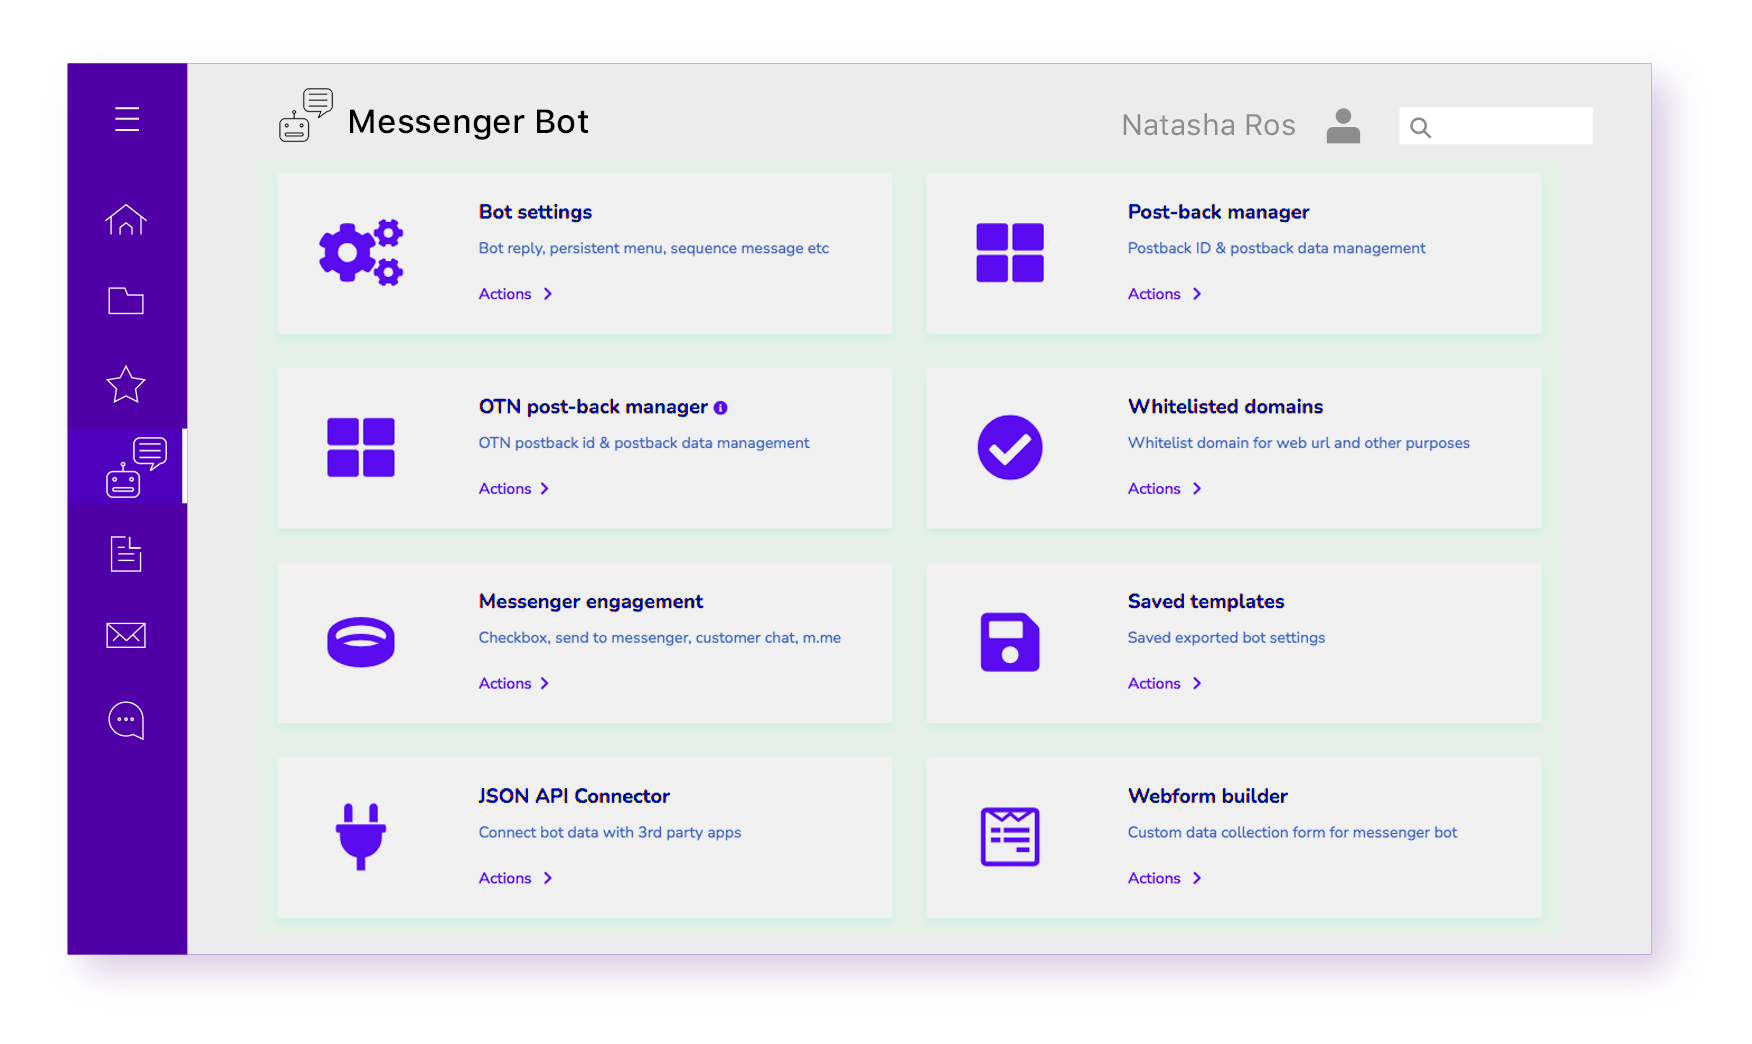 Messenger Bot
Natasha Ros
Bot settings
Bot reply, persistent menu, sequence message etc
Actions
Post-back manager
Postback ID & postback data management
Actions
OTN post-back manager
OTN postback id & postback data management
Actions
Whitelisted domains
Whitelist domain for web url and other purposes
Actions
Messenger engagement
Checkbox, send to messenger, customer chat, m.me
Actions
Saved templates
Saved exported bot settings
Actions
JSON API Connector
Connect bot data with 3rd party apps
Actions
Webform builder
Custom data collection form for messenger bot
Actions